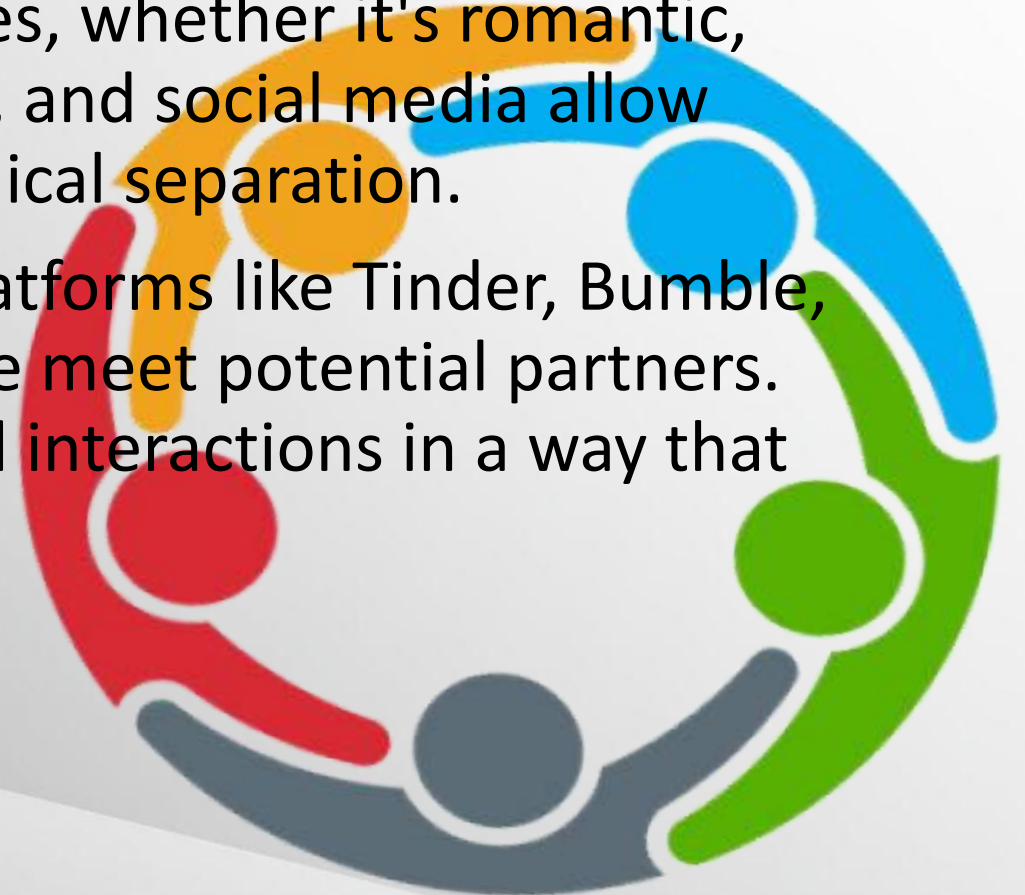 es, whether it's romantic,
and social media allow
ical separation.
atforms like Tinder, Bumble,
e meet potential partners.
interactions in a way that